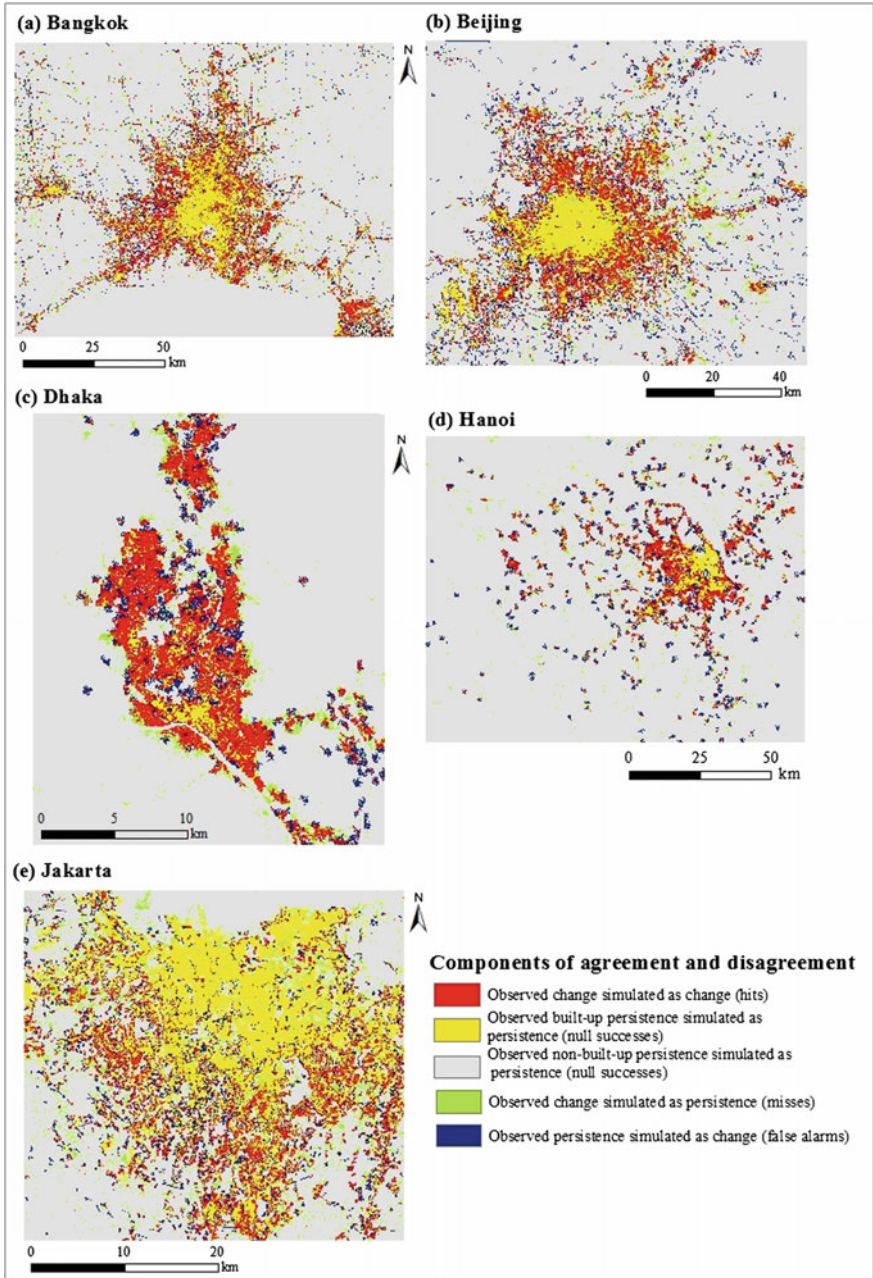 (a) Bangkok
N
0 25 50
km
(b) Beijing
0 20 40
km
(c) Dhaka
N
0 5 10
km
(d) Hanoi
0 25 50
km
(e) Jakarta
N
0 10 20
km
Components of agreement and disagreement
Observed change simulated as change (hits)
Observed built-up persistence simulated as
persistence (null successes)
Observed non-built-up persistence simulated as
persistence (null successes)
Observed change simulated as persistence (misses)
Observed persistence simulated as change (false alarms)